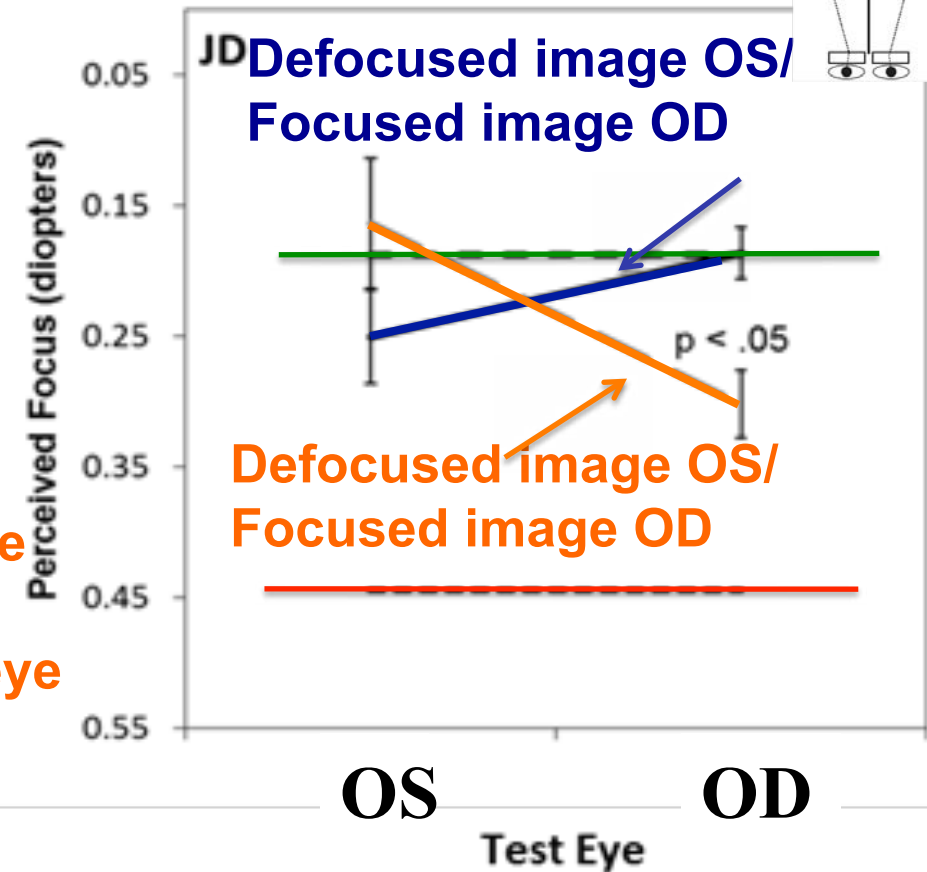 JD
Defocused image OS/
Focused image OD
0.05
0.15
0.25
0.35
0.45
0.55
Perceived Focus (diopters)
p < .05
Defocused image OS/
Focused image OD
e
eye
OS
OD
Test Eye